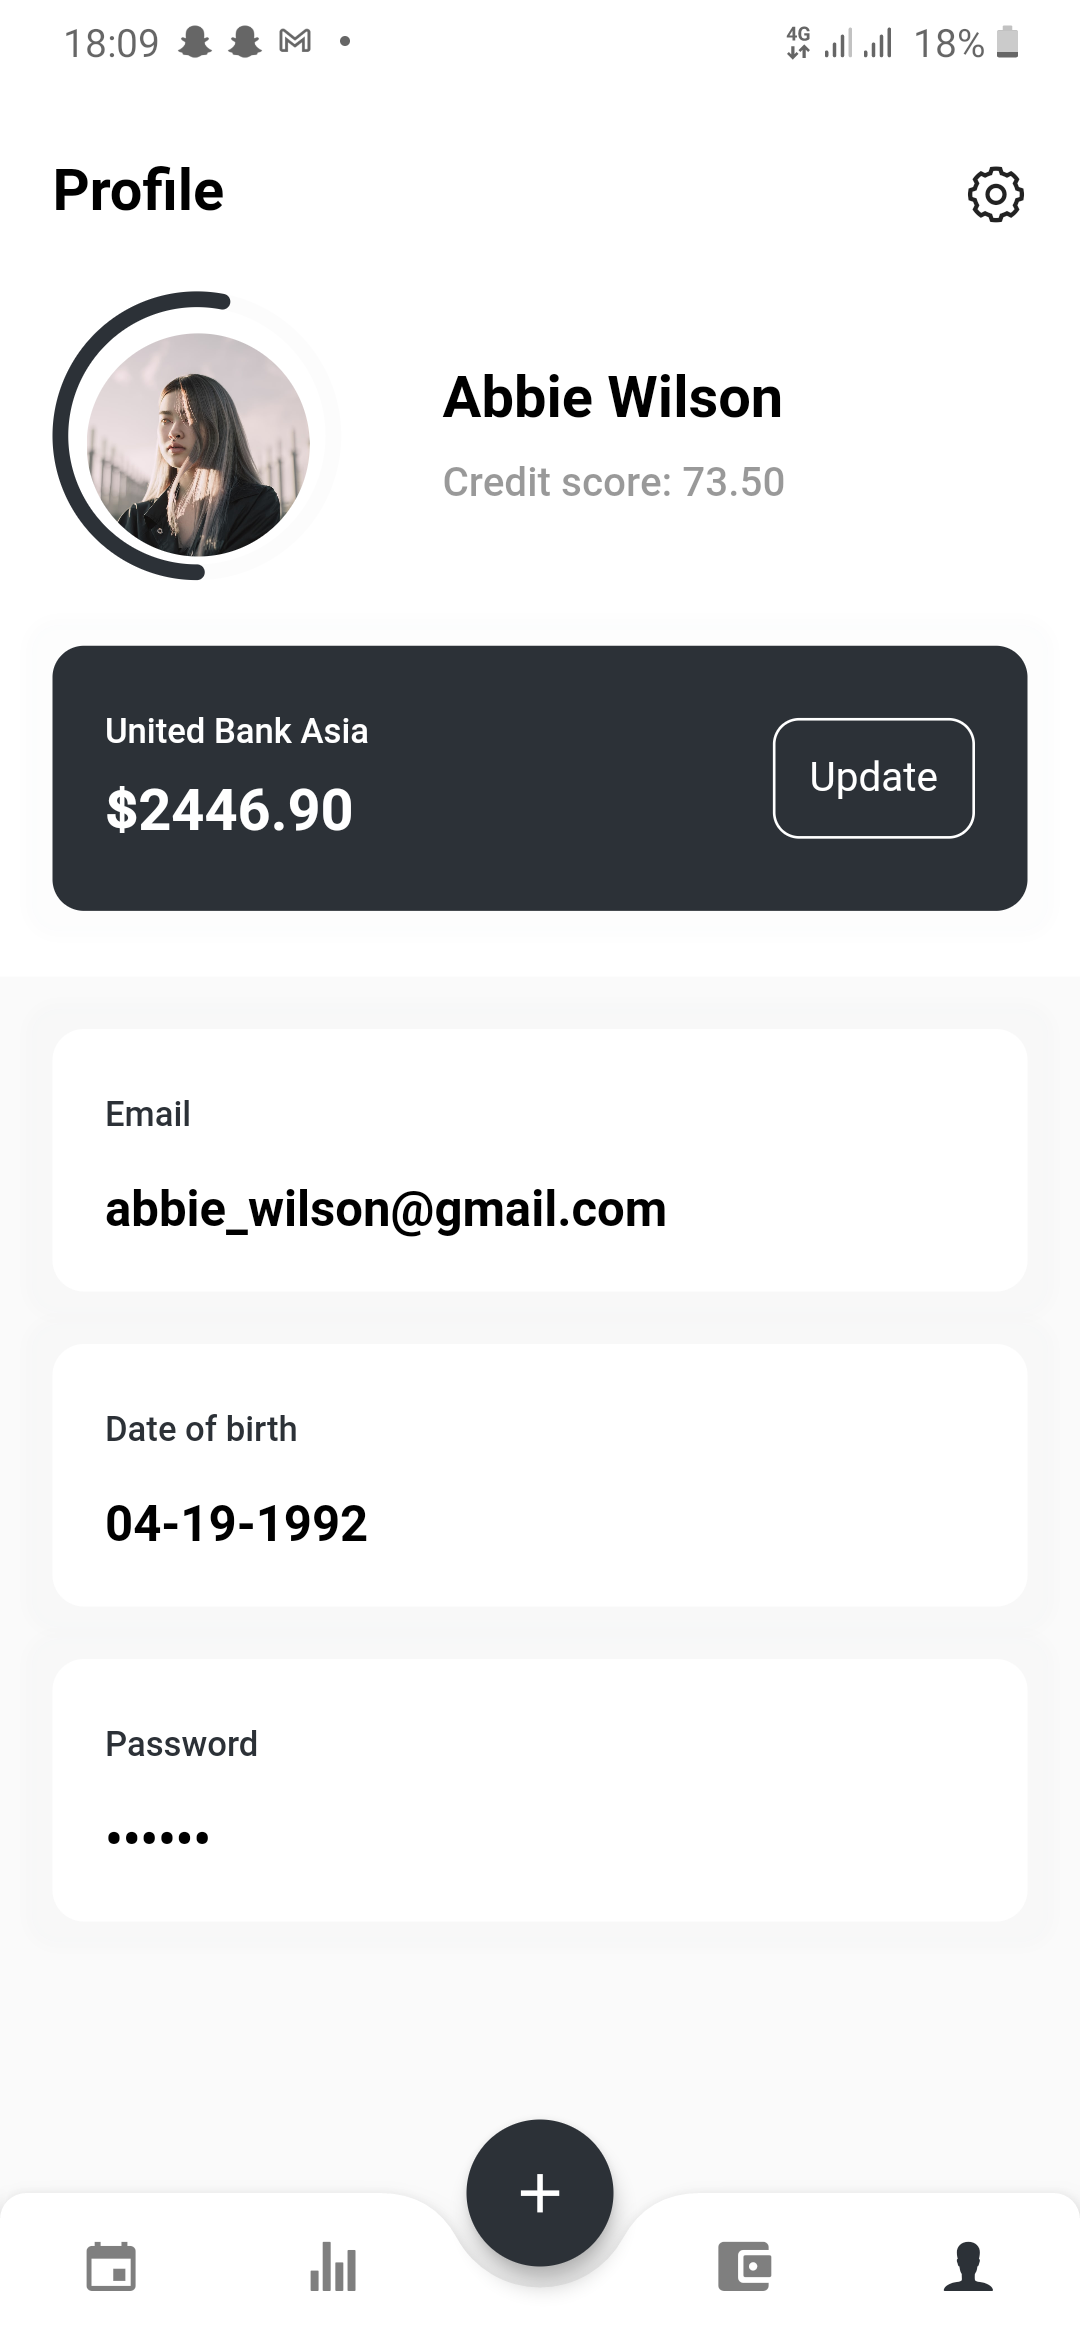 18:09
4G
18%
Profile
Abbie Wilson
Credit score: 73.50
United Bank Asia
$2446.90
Update
Email
abbie_wilson@gmail.com
Date of birth
04-19-1992
Password
••••••